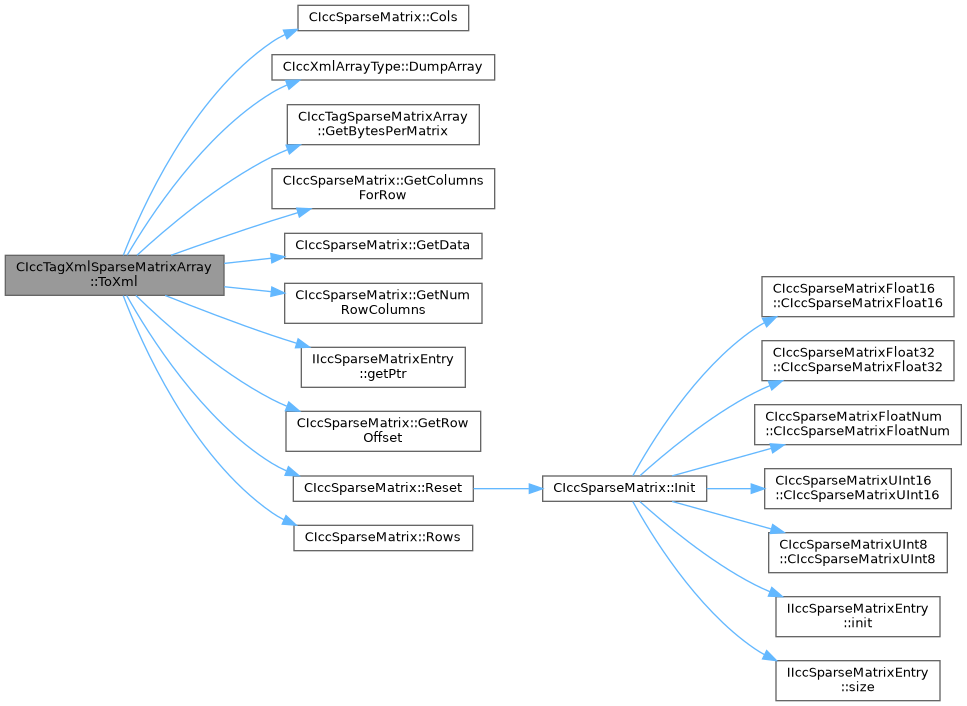 CIccSparseMatrix::Cols
CIccXmlArrayType::DumpArray
CIccTagSparseMatrixArray
::GetBytesPerMatrix
CIccSparseMatrix::GetColumns
ForRow
CIccSparseMatrix::GetData
CIccTagXmlSparseMatrixArray
::ToXml
CIccSparseMatrix::GetNum
RowColumns
IIccSparseMatrixEntry
::getPtr
CIccSparseMatrix::GetRow
Offset
CIccSparseMatrix::Reset
CIccSparseMatrix::Rows
CIccSparseMatrix::Init
CIccSparseMatrixFloat16
::CIccSparseMatrixFloat16
CIccSparseMatrixFloat32
::CIccSparseMatrixFloat32
CIccSparseMatrixFloatNum
::CIccSparseMatrixFloatNum
CIccSparseMatrixUInt16
::CIccSparseMatrixUInt16
CIccSparseMatrixUInt8
::CIccSparseMatrixUInt8
IIccSparseMatrixEntry
::init
IIccSparseMatrixEntry
::size